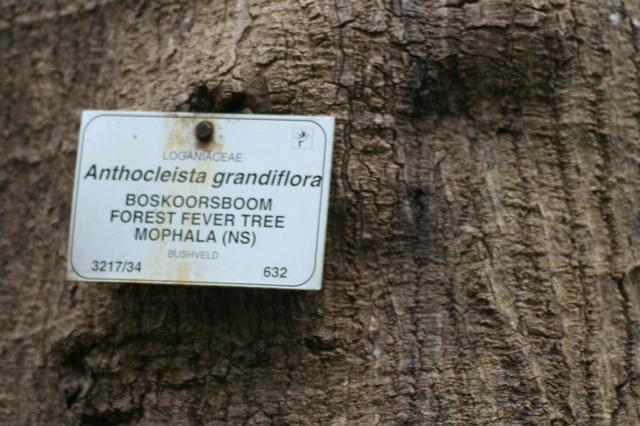 LOGANIACEAE
Anthocleista grandiflora
BOSKOORSBOOM
FOREST FEVER TREE
MOPHALA (NS)
BUSHVELD
3217/34 632